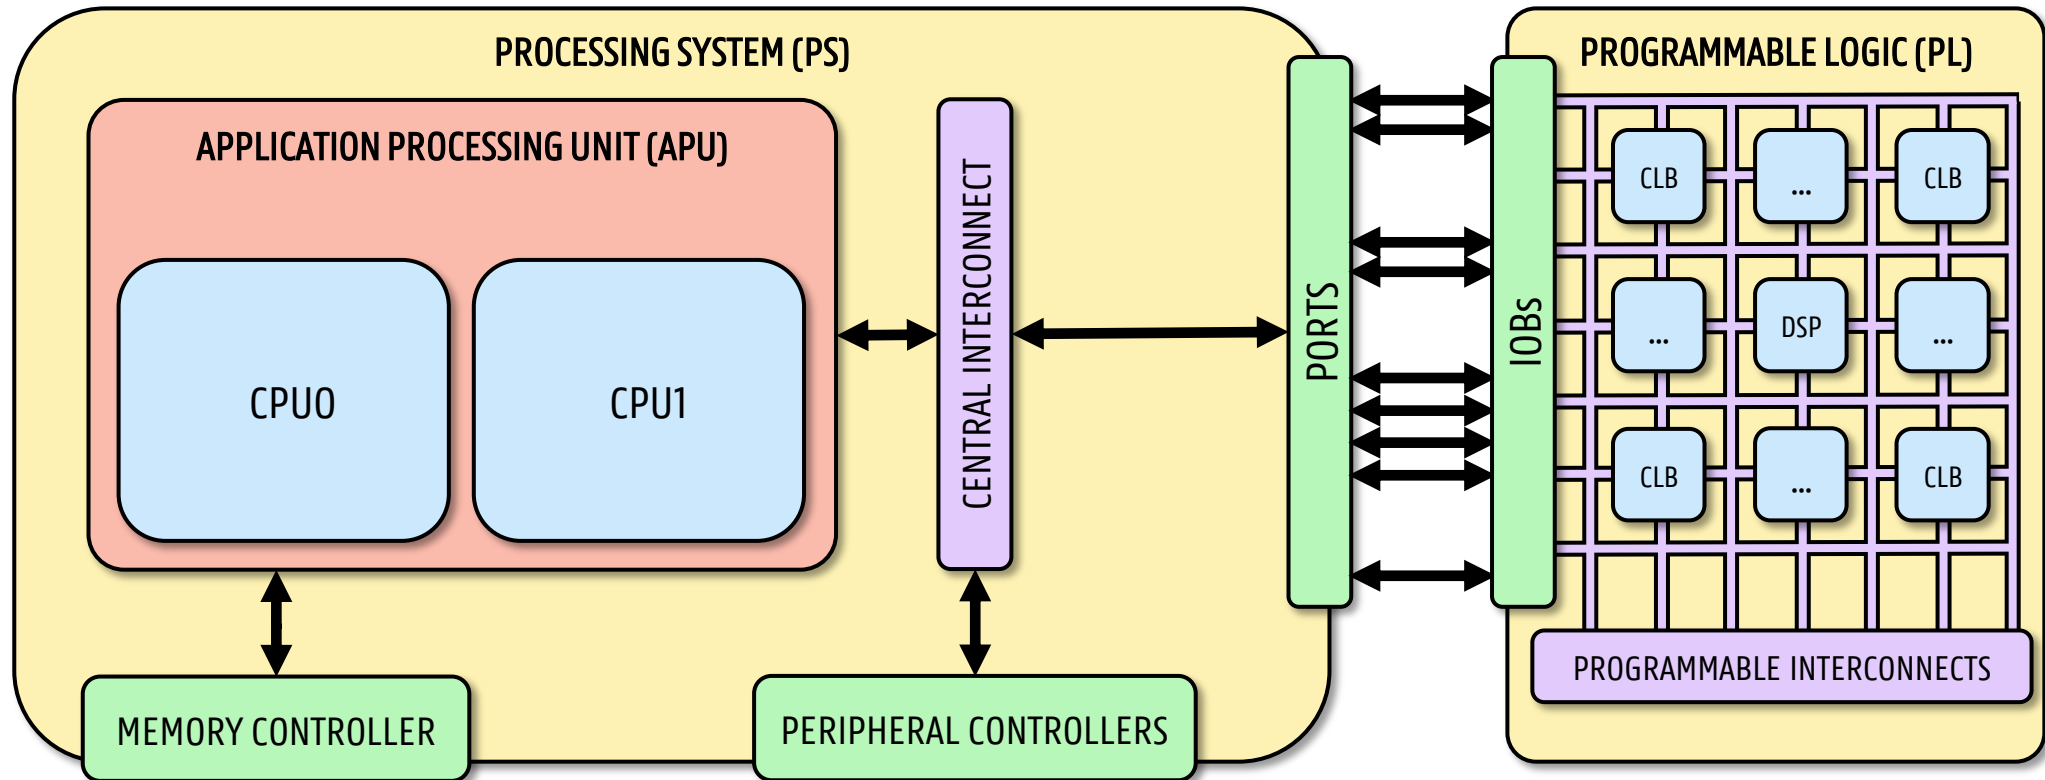 PROCESSING SYSTEM (PS)
APPLICATION PROCESSING UNIT (APU)
CPU0
CPU1
CENTRAL INTERCONNECT
MEMORY CONTROLLER
PERIPHERAL CONTROLLERS
PORTS
IOBs
PROGRAMMABLE LOGIC (PL)
CLB
...
CLB
...
DSP
...
CLB
...
CLB
PROGRAMMABLE INTERCONNECTS